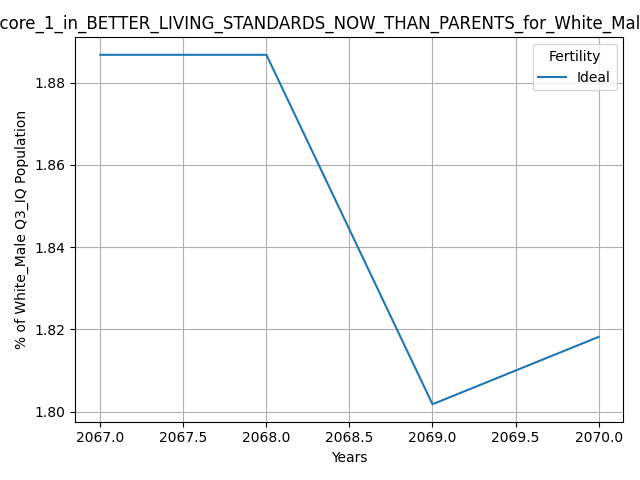 core_1_in_BETTER_LIVING_STANDARDS_NOW_THAN_PARENTS_for_White_Mal
Fertility
Ideal
% of White_Male Q3_IQ Population
1.88
1.86
1.84
1.82
1.80
2067.0 2067.5 2068.0 2068.5 2069.0 2069.5 2070.0
Years